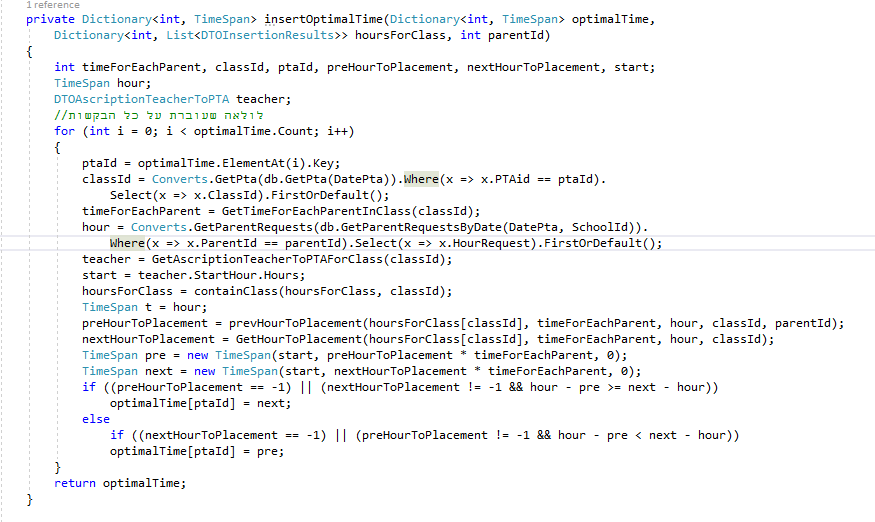 1 reference
private Dictionary<int, TimeSpan> insertOptimalTime(Dictionary<int, TimeSpan> optimalTime,
Dictionary<int, List<DTOInsertionResults>> hoursForClass, int parentId)
{
int timeForEachParent, classId, ptaId, preHourToPlacement, nextHourToPlacement, start;
TimeSpan hour;
DTOAscriptionTeacherToPTA teacher;
//לולאה שעוברת על כל הבקשות
for (int i = 0; i < optimalTime.Count; i++)
{
ptaId = optimalTime.ElementAt(i).Key;
classId = Converts.GetPta(db.GetPta(DatePta)).Where(x => x.PTAid == ptaId).
Select(x => x.ClassId).FirstOrDefault();
timeForEachParent = GetTimeForEachParentInClass(classId);
hour = Converts.GetParentRequests(db.GetParentRequestsByDate(DatePta, SchoolId)).
Where(x => x.ParentId == parentId).Select(x => x.HourRequest).FirstOrDefault();
teacher = GetAscriptionTeacherToPTAForClass(classId);
start = teacher.StartHour.Hours;
hoursForClass = containClass(hoursForClass, classId);
TimeSpan t = hour;
preHourToPlacement = prevHourToPlacement(hoursForClass[classId], timeForEachParent, hour, classId, parentId);
nextHourToPlacement = GetHourToPlacement(hoursForClass[classId], timeForEachParent, hour, classId);
TimeSpan pre = new TimeSpan(start, preHourToPlacement * timeForEachParent, 0);
TimeSpan next = new TimeSpan(start, nextHourToPlacement * timeForEachParent, 0);
if ((preHourToPlacement == -1) || (nextHourToPlacement != -1 && hour - pre >= next - hour))
optimalTime[ptaId] = next;
else
if ((nextHourToPlacement == -1) || (preHourToPlacement != -1 && hour - pre < next - hour))
optimalTime[ptaId] = pre;
}
return optimalTime;
}